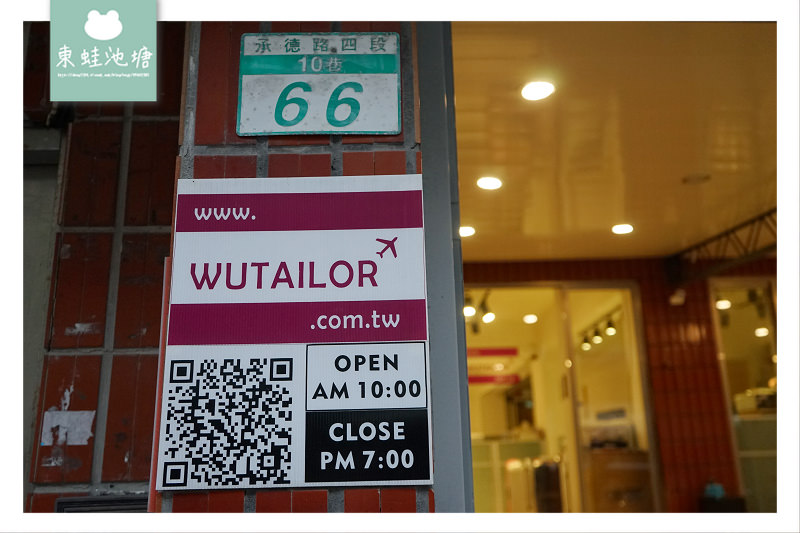 東蛙池塘
承德路四段
10巷
66
www.
WUTAILOR
.com.tw
OPEN
AM 10:00
CLOSE
PM 7:00